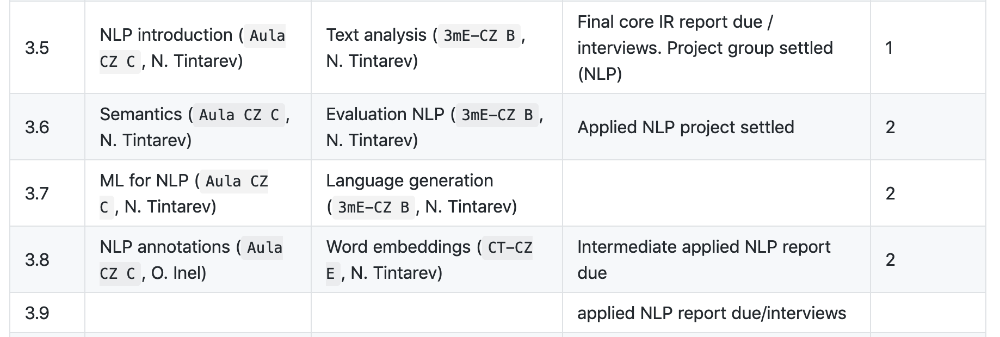 3.5
NLP introduction ( Aula
CZ C , N. Tintarev)
Text analysis ( 3mE-CZ B ,
N. Tintarev)
Final core IR report due /
interviews. Project group settled
(NLP)
1
3.6
Semantics ( Aula CZ C ,
N. Tintarev)
Evaluation NLP ( 3mE-CZ B ,
N. Tintarev)
Applied NLP project settled
2
3.7
ML for NLP ( Aula CZ
C , N. Tintarev)
Language generation
( 3mE-CZ B , N. Tintarev)
2
3.8
NLP annotations ( Aula
CZ C , O. Inel)
Word embeddings ( CT-CZ
E , N. Tintarev)
Intermediate applied NLP report
due
2
3.9
applied NLP report due/interviews